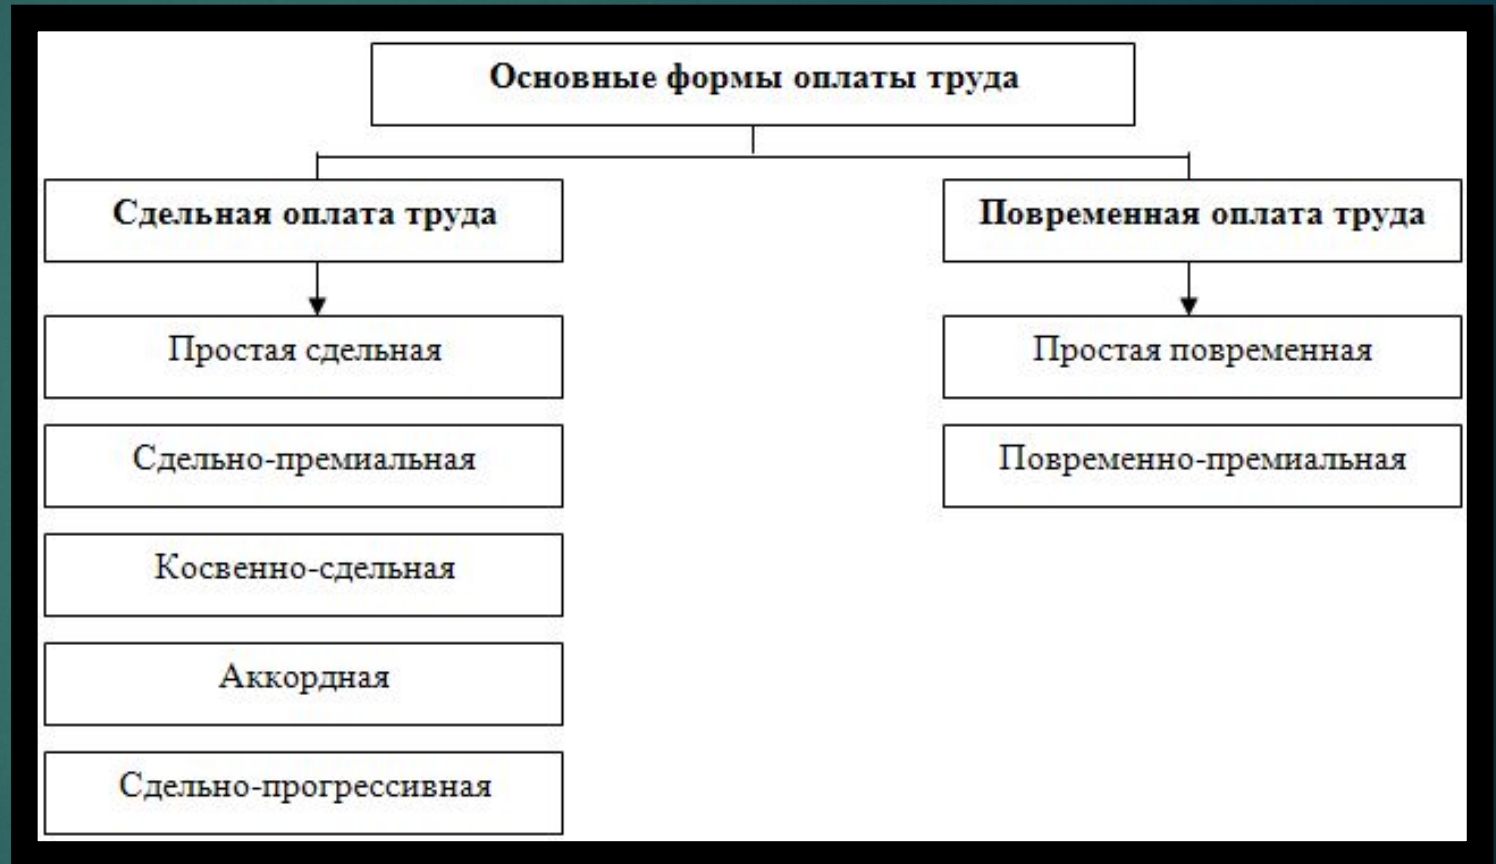 Основные формы оплаты труда
Сдельная оплата труда
Повременная оплата труда
Простая сдельная
Простая повременная
Сдельно-премиальная
Повременно-премиальная
Косвенно-сдельная
Аккордная
Сдельно-прогрессивная